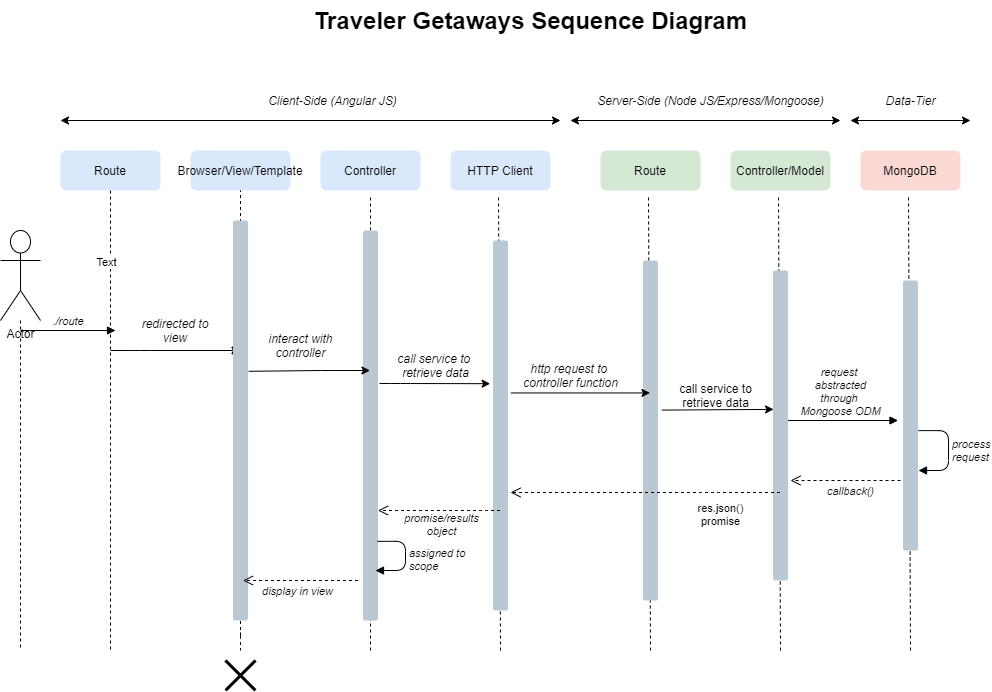 Traveler Getaways Sequence Diagram
Client-Side (Angular JS)
Server-Side (Node JS/Express/Mongoose)
Data-Tier
Route
Browser/View/Template
Controller
HTTP Client
Route
Controller/Model
MongoDB
Text
Actor
./route
redirected to
view
interact with
controller
call service to
retrieve data
http request to
controller function
call service to
retrieve data
request
abstracted
through
Mongoose ODM
process
request
callback()
res.json()
promise
promise/results
object
assigned to
scope
display in view